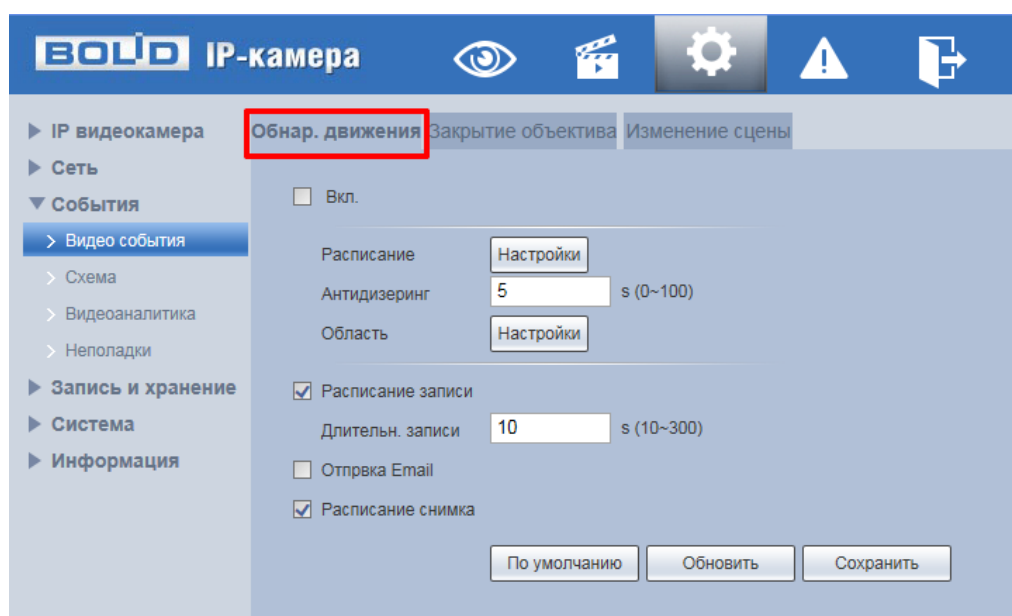 BOLID IP-камера
IP видеокамера
Сеть
События
Видео события
Схема
Видеоаналитика
Неполадки
Запись и хранение
Система
Информация
Обнар. движения Закрытие объектива Изменение сцены
Вкл.
Расписание Настройки
Антидизеринг 5 s (0~100)
Область Настройки
Расписание записи
Длительн. записи 10 s (10~300)
Отпрвка Email
Расписание снимка
По умолчанию Обновить Сохранить